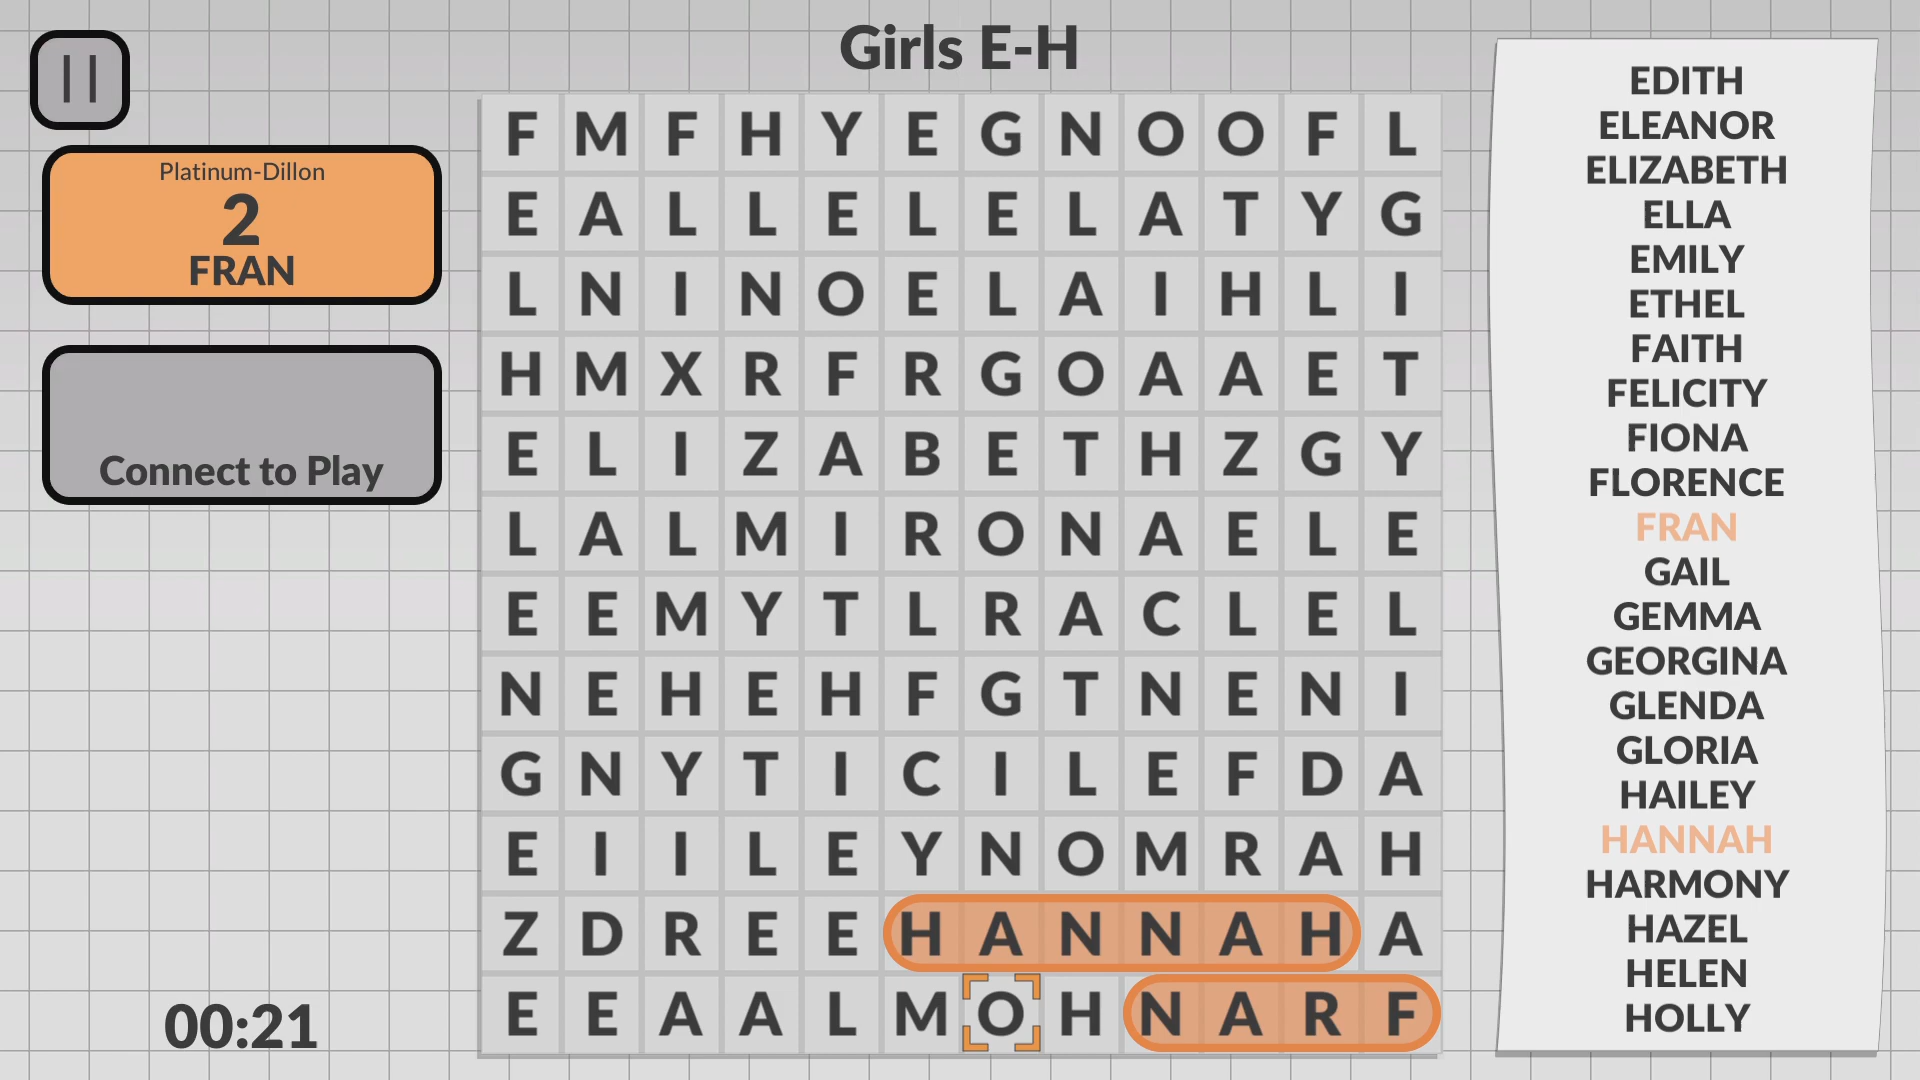 Girls E-H
Platinum-Dillon
2
FRAN
Connect to Play
00:21
F M F H Y E G N O O F L
E A L L E L E L A T Y G
L N I N O E L A I H L I
H M X R F R G O A A E T
E L I Z A B E T H Z G Y
L A L M I R O N A E L E
E E M Y T L R A C L E L
N E H E H F G T N E N I
G N Y T I C I L E F D A
E I I L E Y N O M R A H
Z D R E E H A N N A H A
E E A A L M O H N A R F
EDITH
ELEANOR
ELIZABETH
ELLA
EMILY
ETHEL
FAITH
FELICITY
FIONA
FLORENCE
FRAN
GAIL
GEMMA
GEORGINA
GLENDA
GLORIA
HAILEY
HANNAH
HARMONY
HAZEL
HELEN
HOLLY